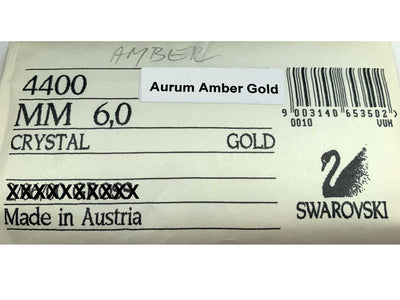 AMBER
4400
Aurum Amber Gold
MM 6,0
CRYSTAL GOLD
9 003140 653502
0010 VUH
Made in Austria
SWAROVSKI